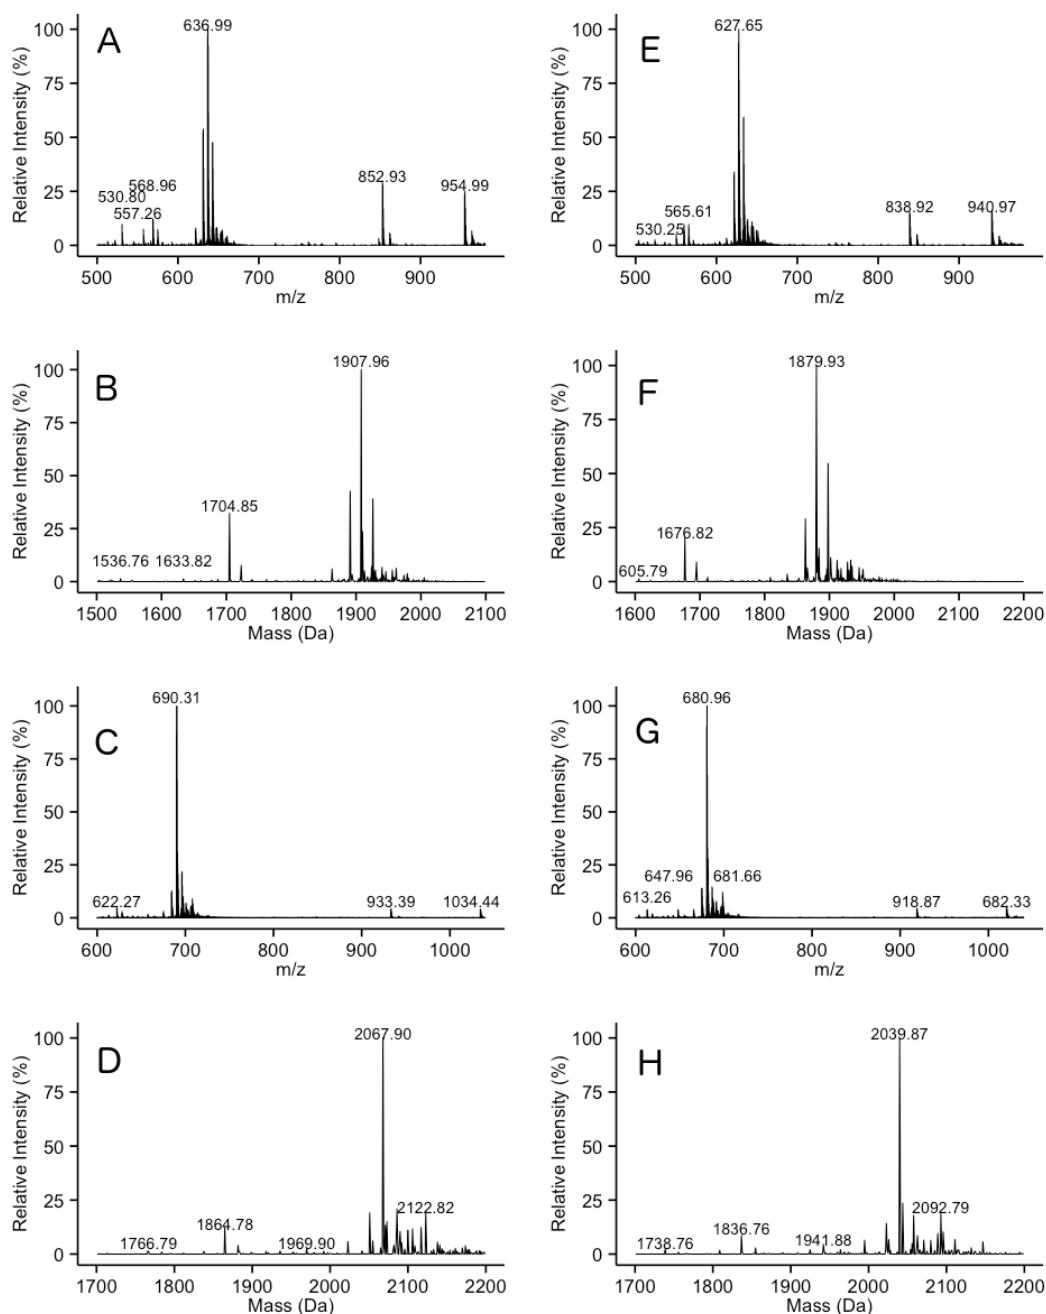 A
Relative Intensity (%)
100
75
50
25
0
636.99
568.96
530.80
557.26
852.93
954.99
500 600 700 800 900
m/z
E
Relative Intensity (%)
100
75
50
25
0
627.65
565.61
530.25
838.92
940.97
500 600 700 800 900
m/z
B
Relative Intensity (%)
100
75
50
25
0
1907.96
1704.85
1536.76
1633.82
1500 1600 1700 1800 1900 2000 2100
Mass (Da)
F
Relative Intensity (%)
100
75
50
25
0
1879.93
1676.82
605.79
1600 1700 1800 1900 2000 2100 2200
Mass (Da)
C
Relative Intensity (%)
100
75
50
25
0
690.31
622.27
933.39
1034.44
600 700 800 900 1000
m/z
G
Relative Intensity (%)
100
75
50
25
0
680.96
647.96
681.66
613.26
918.87
682.33
600 700 800 900 1000
m/z
D
Relative Intensity (%)
100
75
50
25
0
2067.90
2122.82
1864.78
1766.79
1969.90
1700 1800 1900 2000 2100 2200
Mass (Da)
H
Relative Intensity (%)
100
75
50
25
0
2039.87
2092.79
1836.76
1738.76
1941.88
1700 1800 1900 2000 2100 2200
Mass (Da)